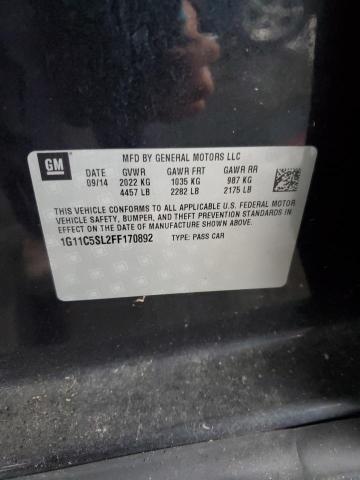 GM
MFD BY GENERAL MOTORS LLC
DATE GVWR GAWR FRT GAWR RR
09/14 2022 KG 1035 KG 987 KG
4457 LB 2282 LB 2175 LB
THIS VEHICLE CONFORMS TO ALL APPLICABLE U.S. FEDERAL MOTOR
VEHICLE SAFETY, BUMPER, AND THEFT PREVENTION STANDARDS IN
EFFECT ON THE DATE OF MANUFACTURE SHOWN ABOVE.
1G11C5SL2FF170892 TYPE: PASS CAR